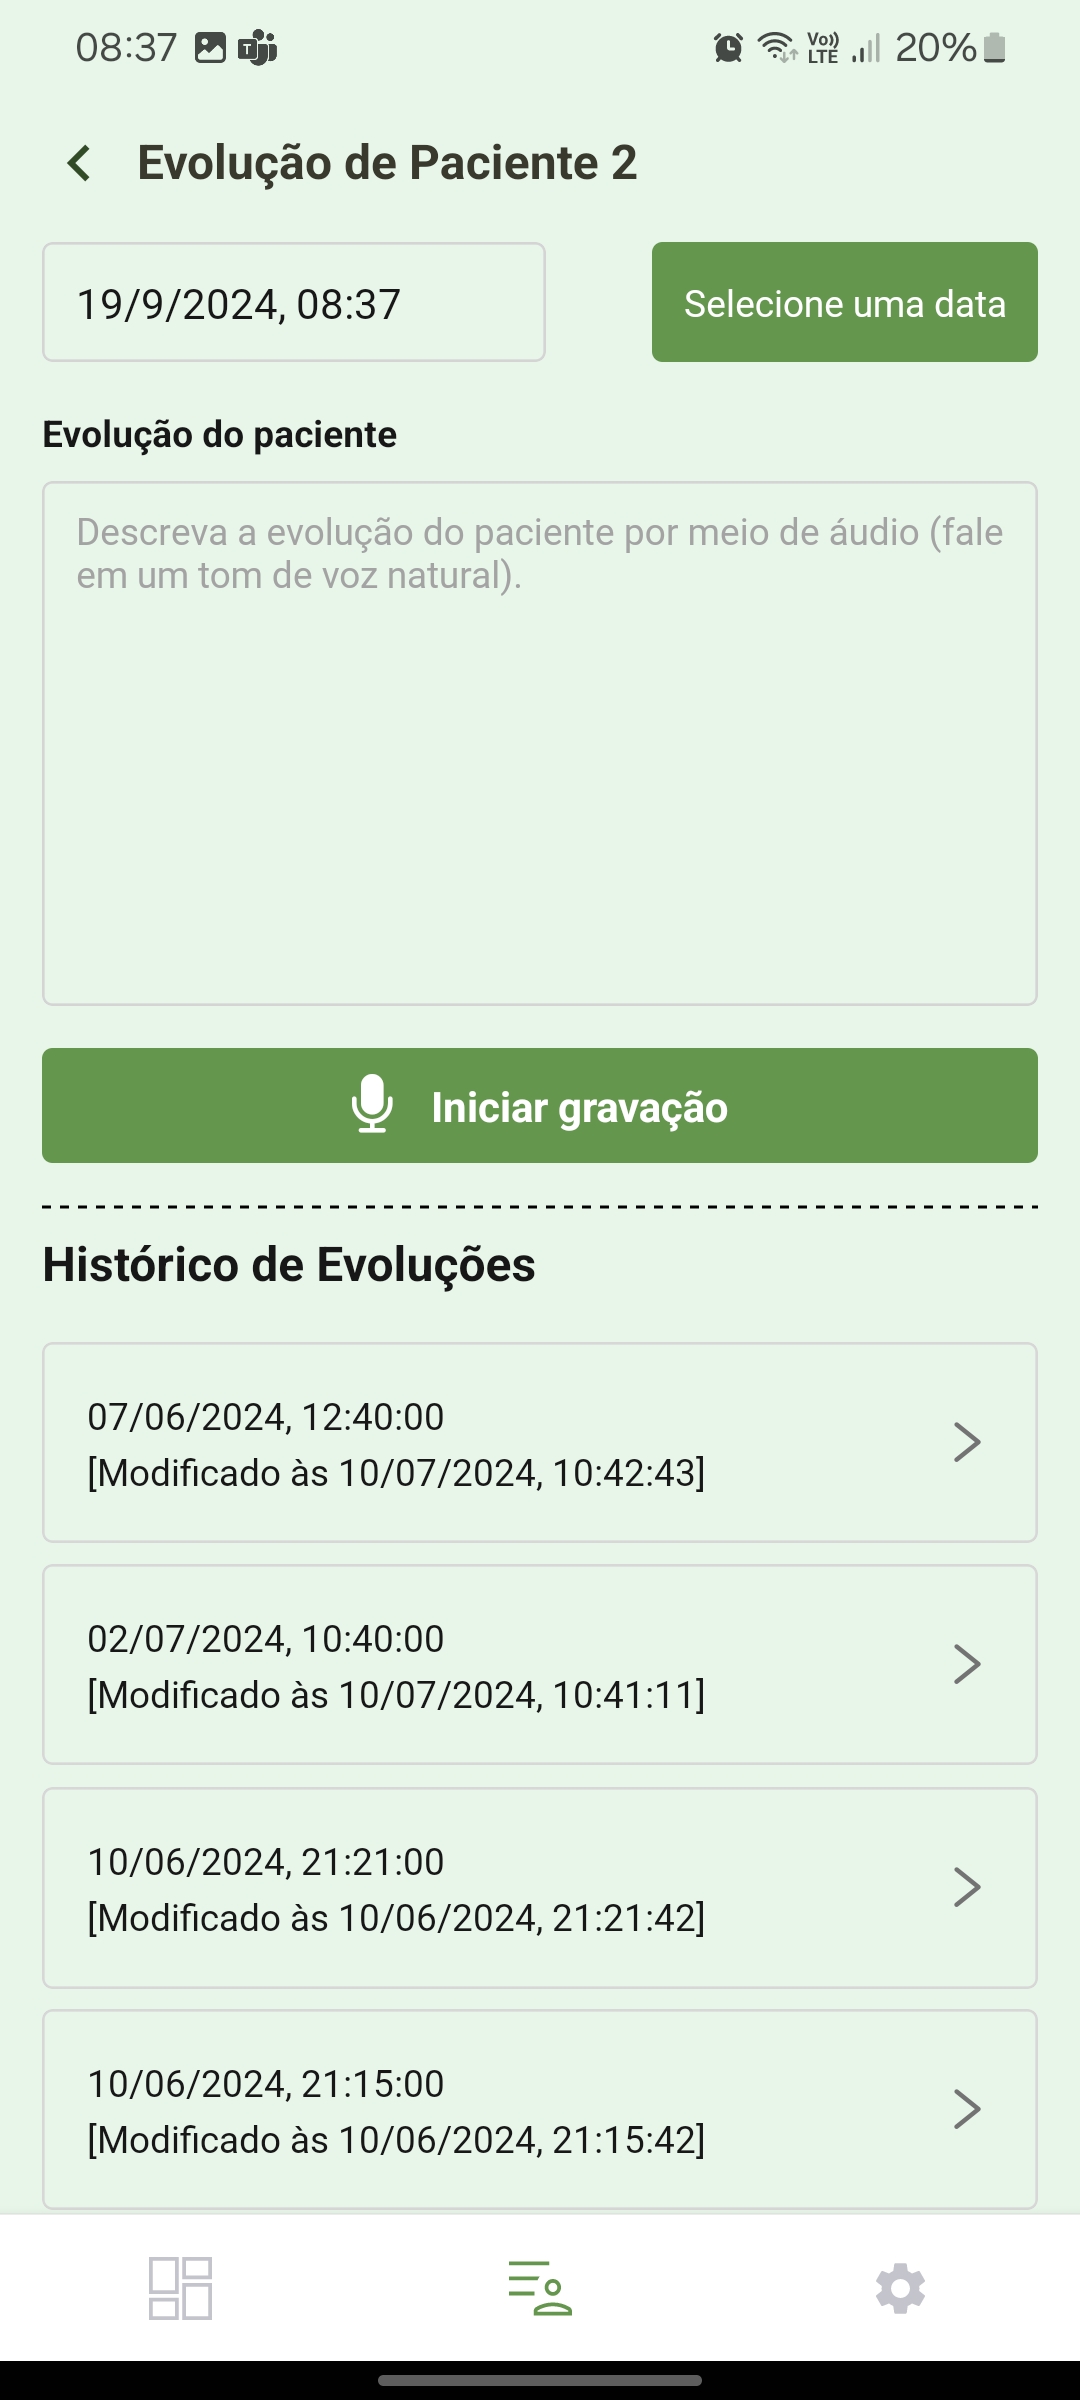 08:37
Vo)) LTE
20%
Evolução de Paciente 2
19/9/2024, 08:37
Selecione uma data
Evolução do paciente
Descreva a evolução do paciente por meio de áudio (fale
em um tom de voz natural).
Iniciar gravação
Histórico de Evoluções
07/06/2024, 12:40:00
[Modificado às 10/07/2024, 10:42:43]
02/07/2024, 10:40:00
[Modificado às 10/07/2024, 10:41:11]
10/06/2024, 21:21:00
[Modificado às 10/06/2024, 21:21:42]
10/06/2024, 21:15:00
[Modificado às 10/06/2024, 21:15:42]